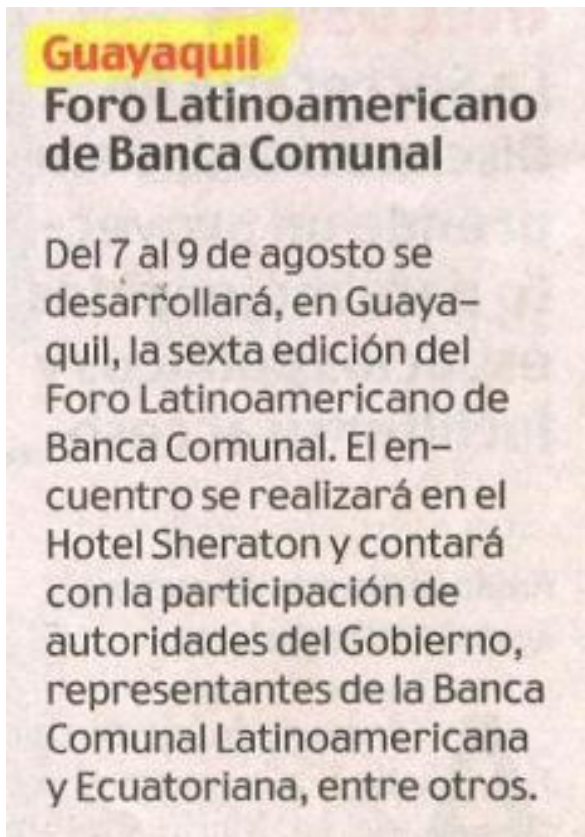 Guayaquil
Foro Latinoamericano
de Banca Comunal
Del 7 al 9 de agosto se
desarrollará, en Guaya-
quil, la sexta edición del
Foro Latinoamericano de
Banca Comunal. El en-
cuentro se realizará en el
Hotel Sheraton y contará
con la participación de
autoridades del Gobierno,
representantes de la Banca
Comunal Latinoamericana
y Ecuatoriana, entre otros.